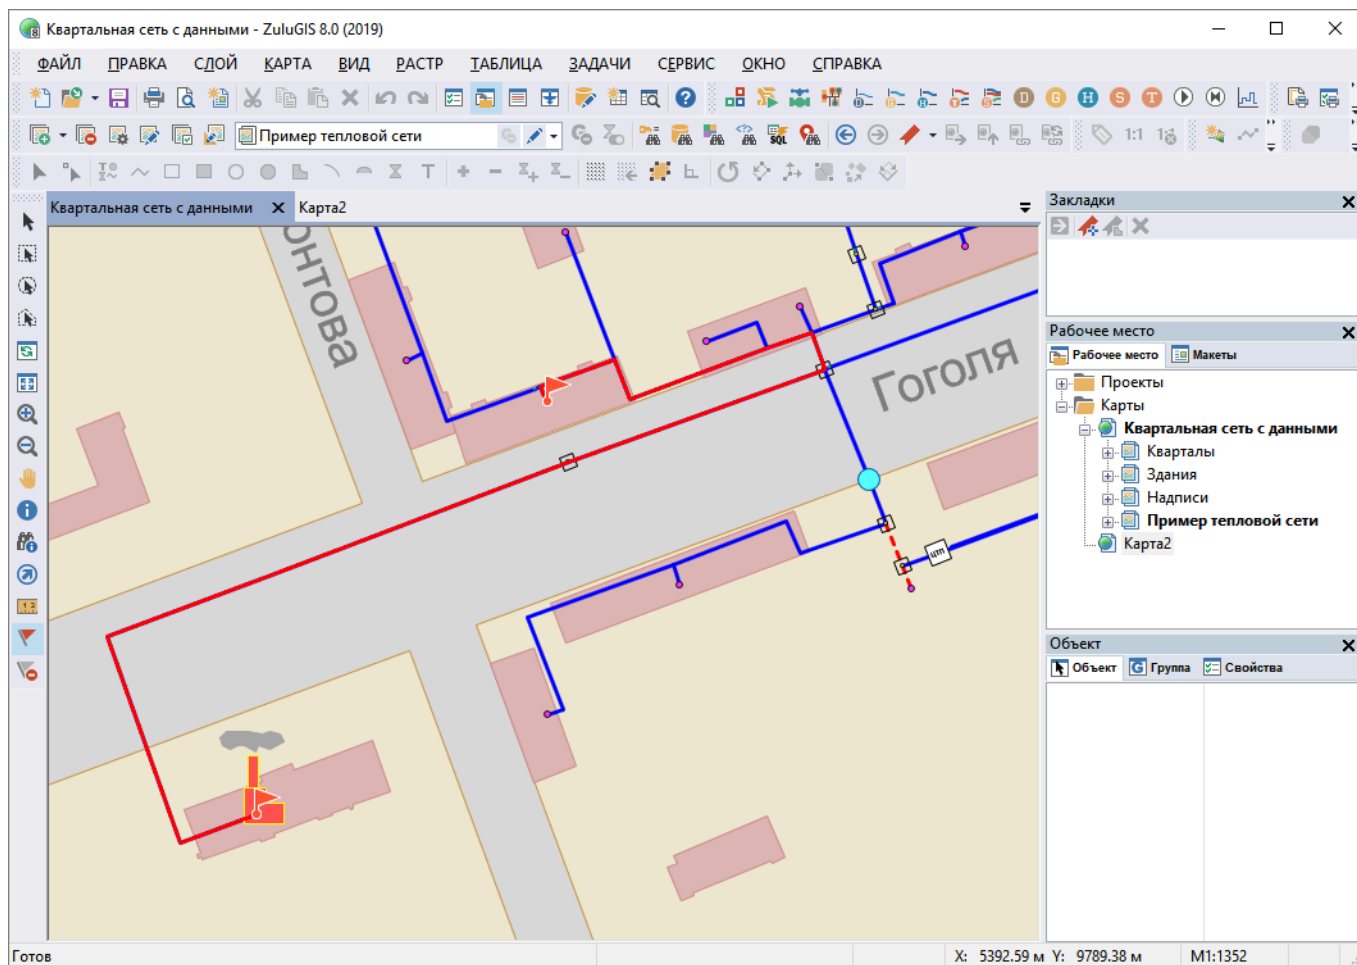 Квартальная сеть с данными - ZuluGIS 8.0 (2019)
ФАЙЛ ПРАВКА СЛОЙ КАРТА ВИД РАСТР ТАБЛИЦА ЗАДАЧИ СЕРВИС ОКНО СПРАВКА
D G H S T
Пример тепловой сети
SQL 1:1
Квартальная сеть с данными Карта2
онтова
Гоголя
ЦТП
Закладки
Рабочее место
Рабочее место Макеты
Проекты
Карты
Квартальная сеть с данными
Кварталы
Здания
Надписи
Пример тепловой сети
Карта2
Объект
Объект Группа Свойства
Готов X: 5392.59 м Y: 9789.38 м М1:1352